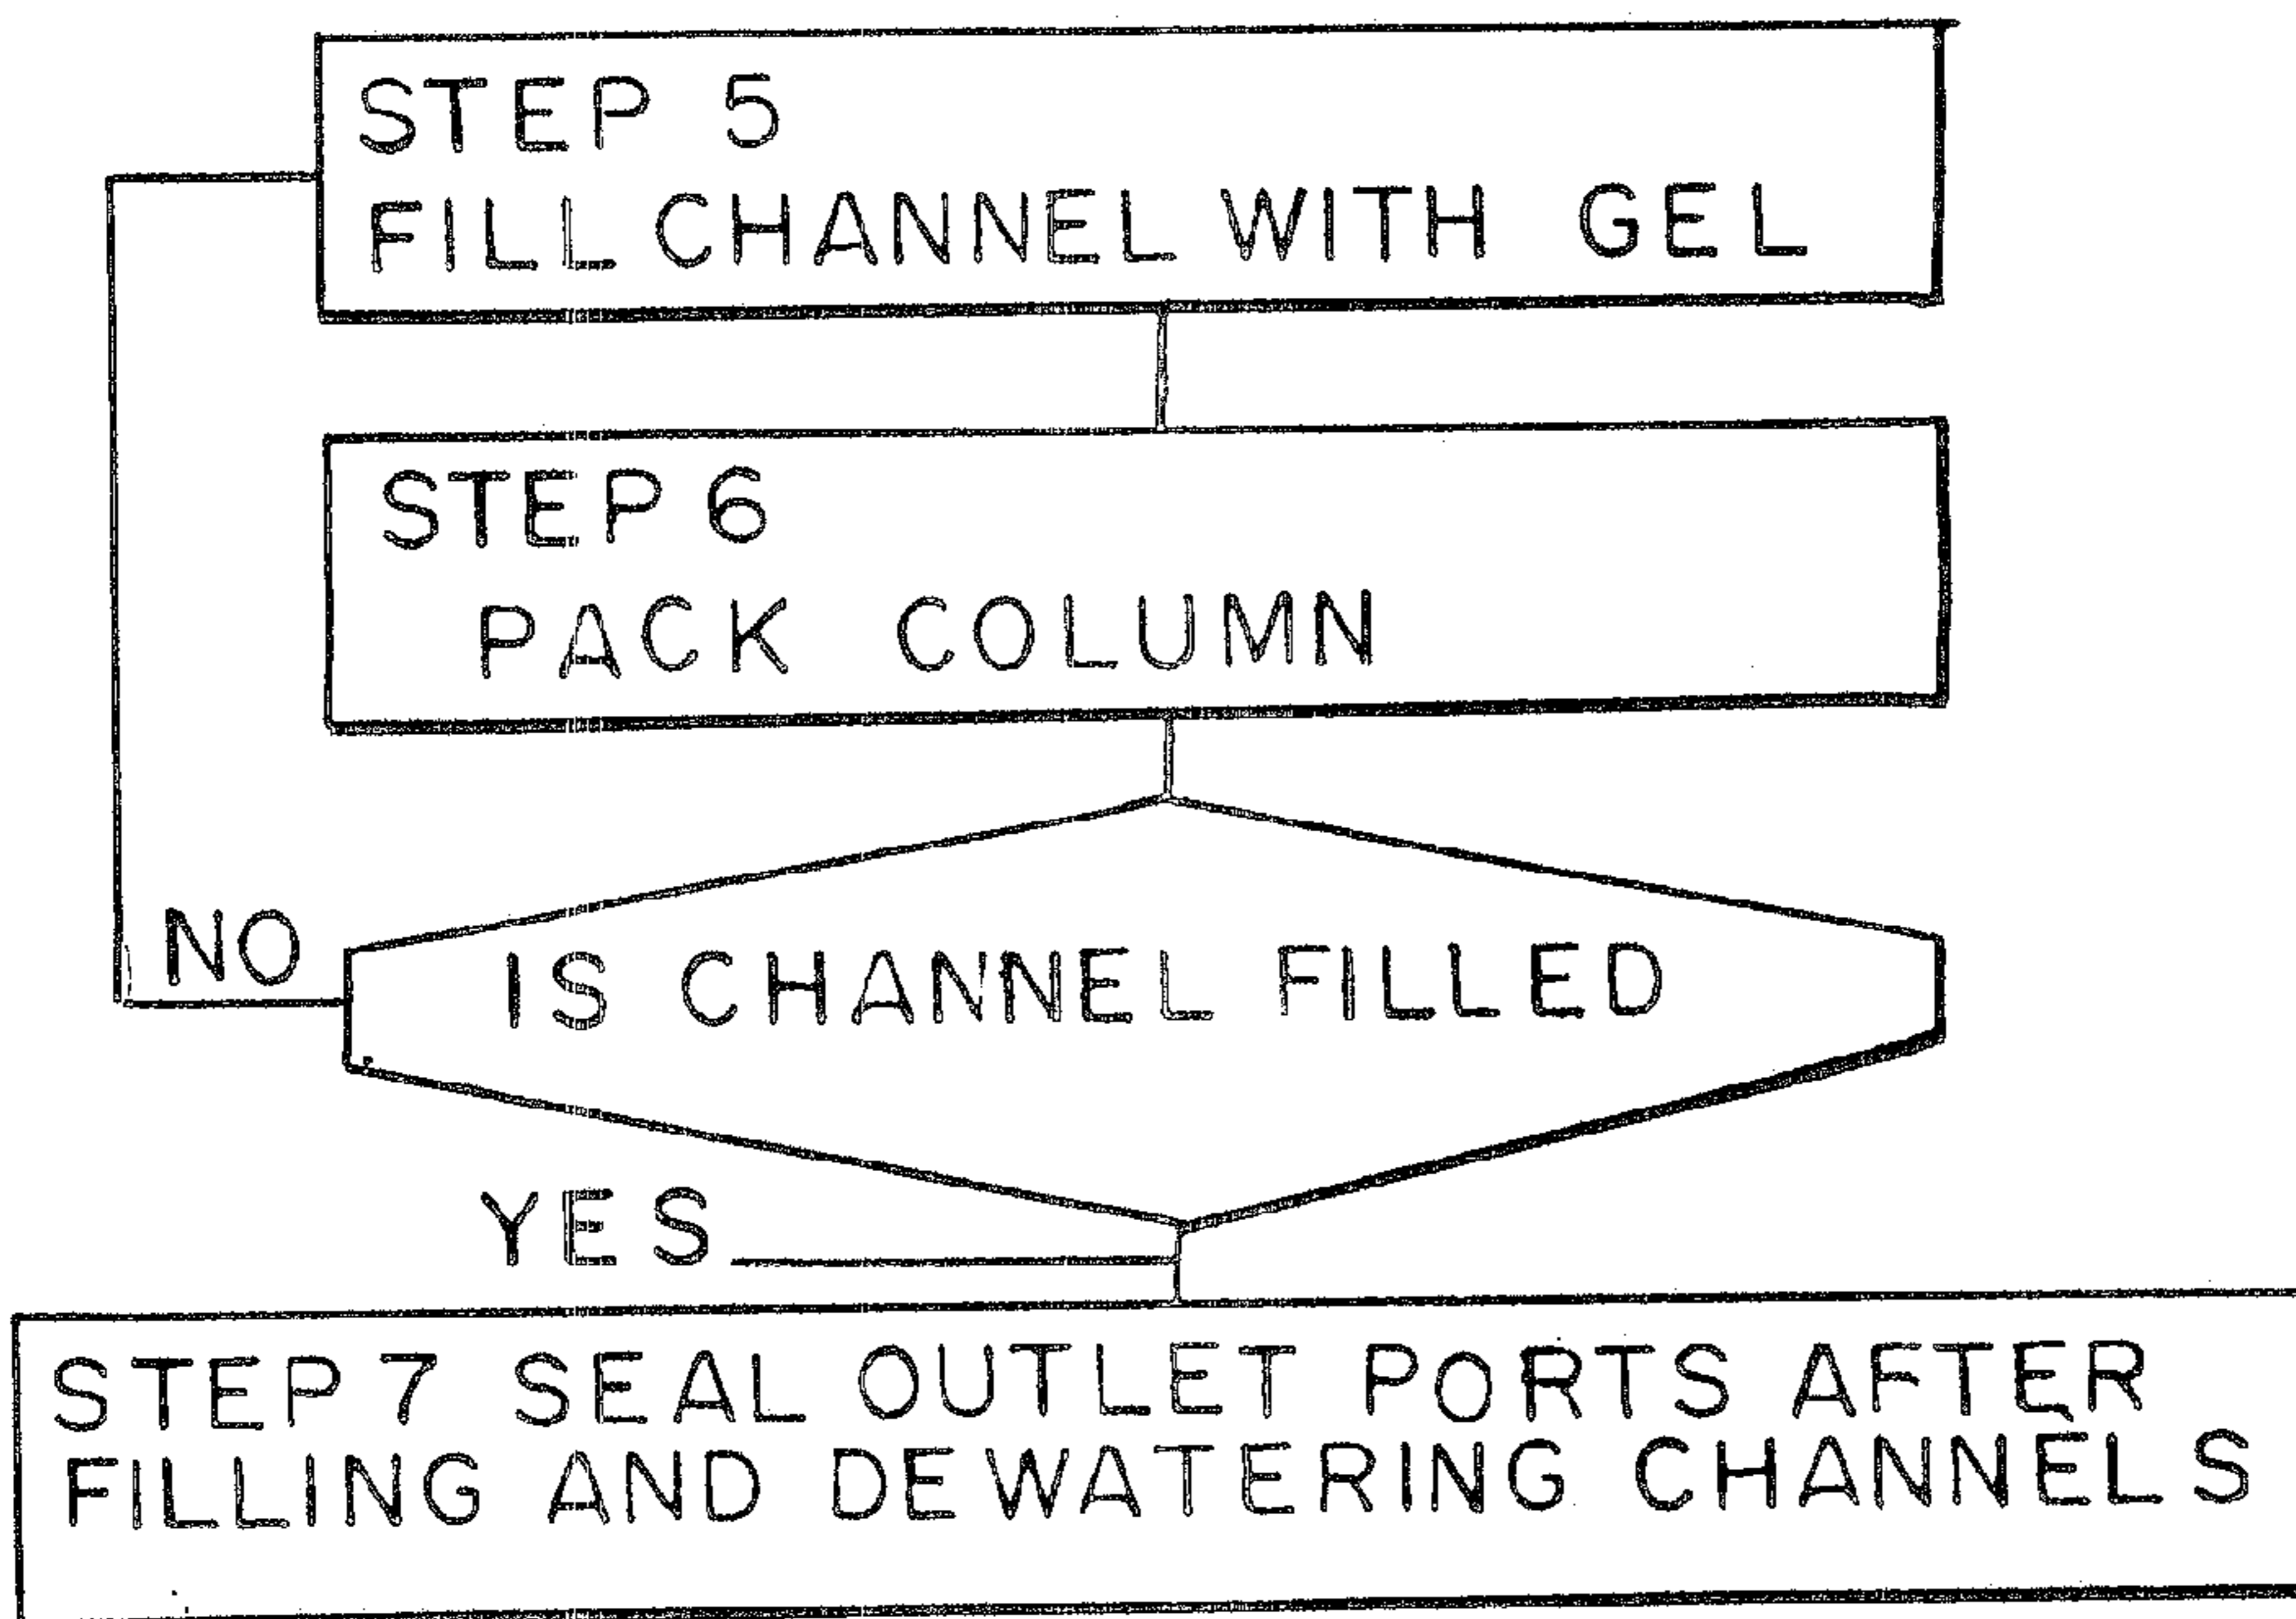 STEP 5
FILL CHANNEL WITH GEL
STEP 6
PACK COLUMN
NO
IS CHANNEL FILLED
YES
STEP 7 SEAL OUTLET PORTS AFTER
FILLING AND DEWATERING CHANNELS